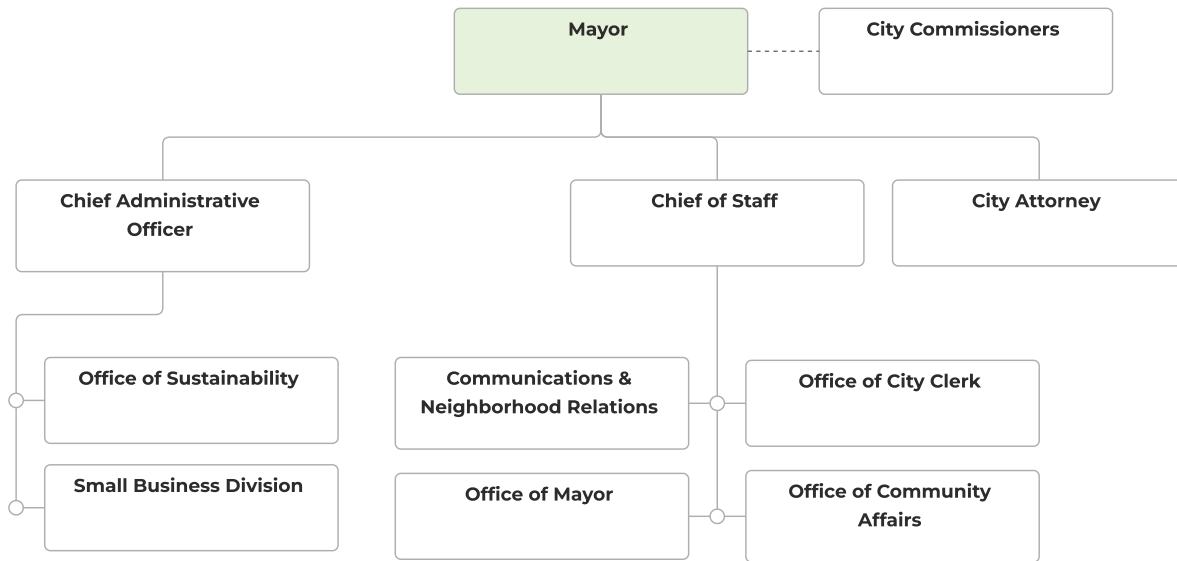 Mayor
City Commissioners
Chief Administrative
Officer
Chief of Staff
City Attorney
Office of Sustainability
Communications &
Neighborhood Relations
Office of City Clerk
Small Business Division
Office of Mayor
Office of Community
Affairs